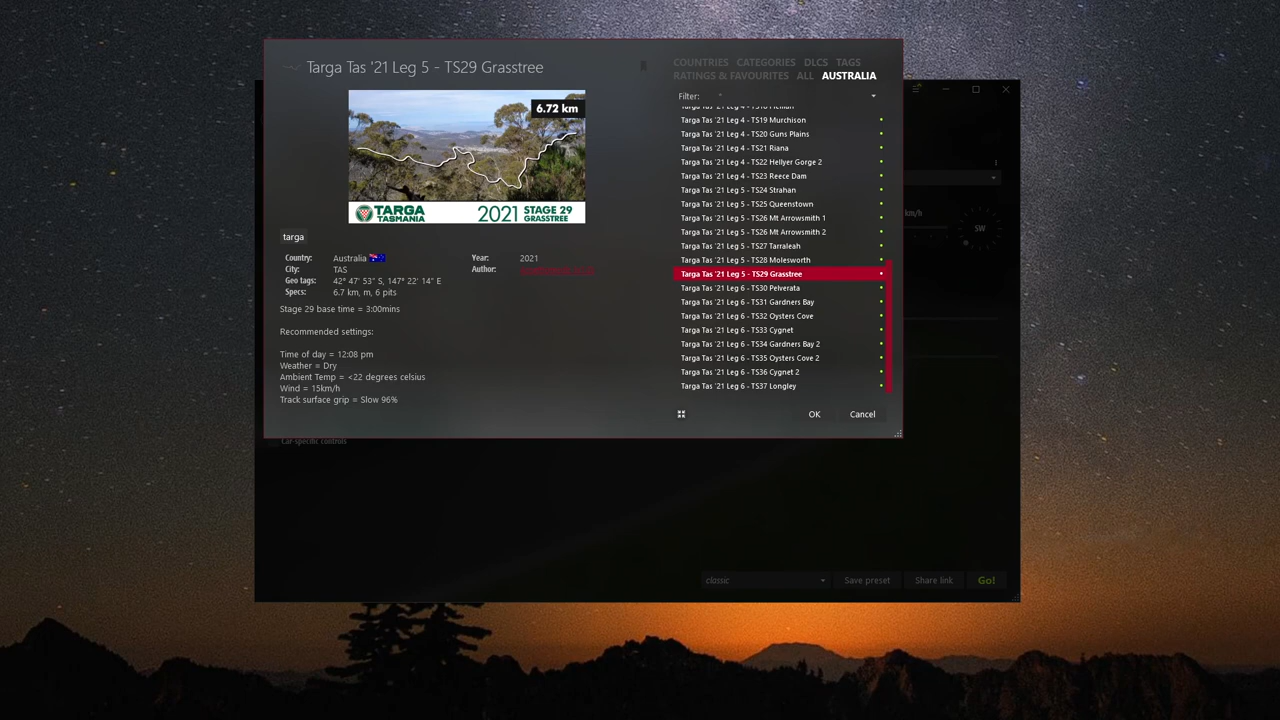 Targa Tas '21 Leg 5 - TS29 Grasstree
6.72 km
TARGA
TASMANIA
2021 STAGE 29
GRASSTREE
targa
Country: Australia
City: TAS
Geo tags: 42° 47' 53" S, 147° 22' 14" E
Specs: 6.7 km, m, 6 pits
Year: 2021
Author:
Stage 29 base time = 3:00mins
Recommended settings:
Time of day = 12:08 pm
Weather = Dry
Ambient Temp = <22 degrees celsius
Wind = 15km/h
Track surface grip = Slow 96%
COUNTRIES CATEGORIES DLCS TAGS
RATINGS & FAVOURITES ALL AUSTRALIA
Filter: *
Targa Tas '21 Leg 4 - TS19 Murchison
Targa Tas '21 Leg 4 - TS20 Guns Plains
Targa Tas '21 Leg 4 - TS21 Riana
Targa Tas '21 Leg 4 - TS22 Hellyer Gorge 2
Targa Tas '21 Leg 4 - TS23 Reece Dam
Targa Tas '21 Leg 5 - TS24 Strahan
Targa Tas '21 Leg 5 - TS25 Queenstown
Targa Tas '21 Leg 5 - TS26 Mt Arrowsmith 1
Targa Tas '21 Leg 5 - TS26 Mt Arrowsmith 2
Targa Tas '21 Leg 5 - TS27 Tarraleah
Targa Tas '21 Leg 5 - TS28 Molesworth
Targa Tas '21 Leg 5 - TS29 Grasstree
Targa Tas '21 Leg 6 - TS30 Pelverata
Targa Tas '21 Leg 6 - TS31 Gardners Bay
Targa Tas '21 Leg 6 - TS32 Oysters Cove
Targa Tas '21 Leg 6 - TS33 Cygnet
Targa Tas '21 Leg 6 - TS34 Gardners Bay 2
Targa Tas '21 Leg 6 - TS35 Oysters Cove 2
Targa Tas '21 Leg 6 - TS36 Cygnet 2
Targa Tas '21 Leg 6 - TS37 Longley
OK Cancel
km/h
SW
Car-specific controls
classic
Save preset
Share link
Go!